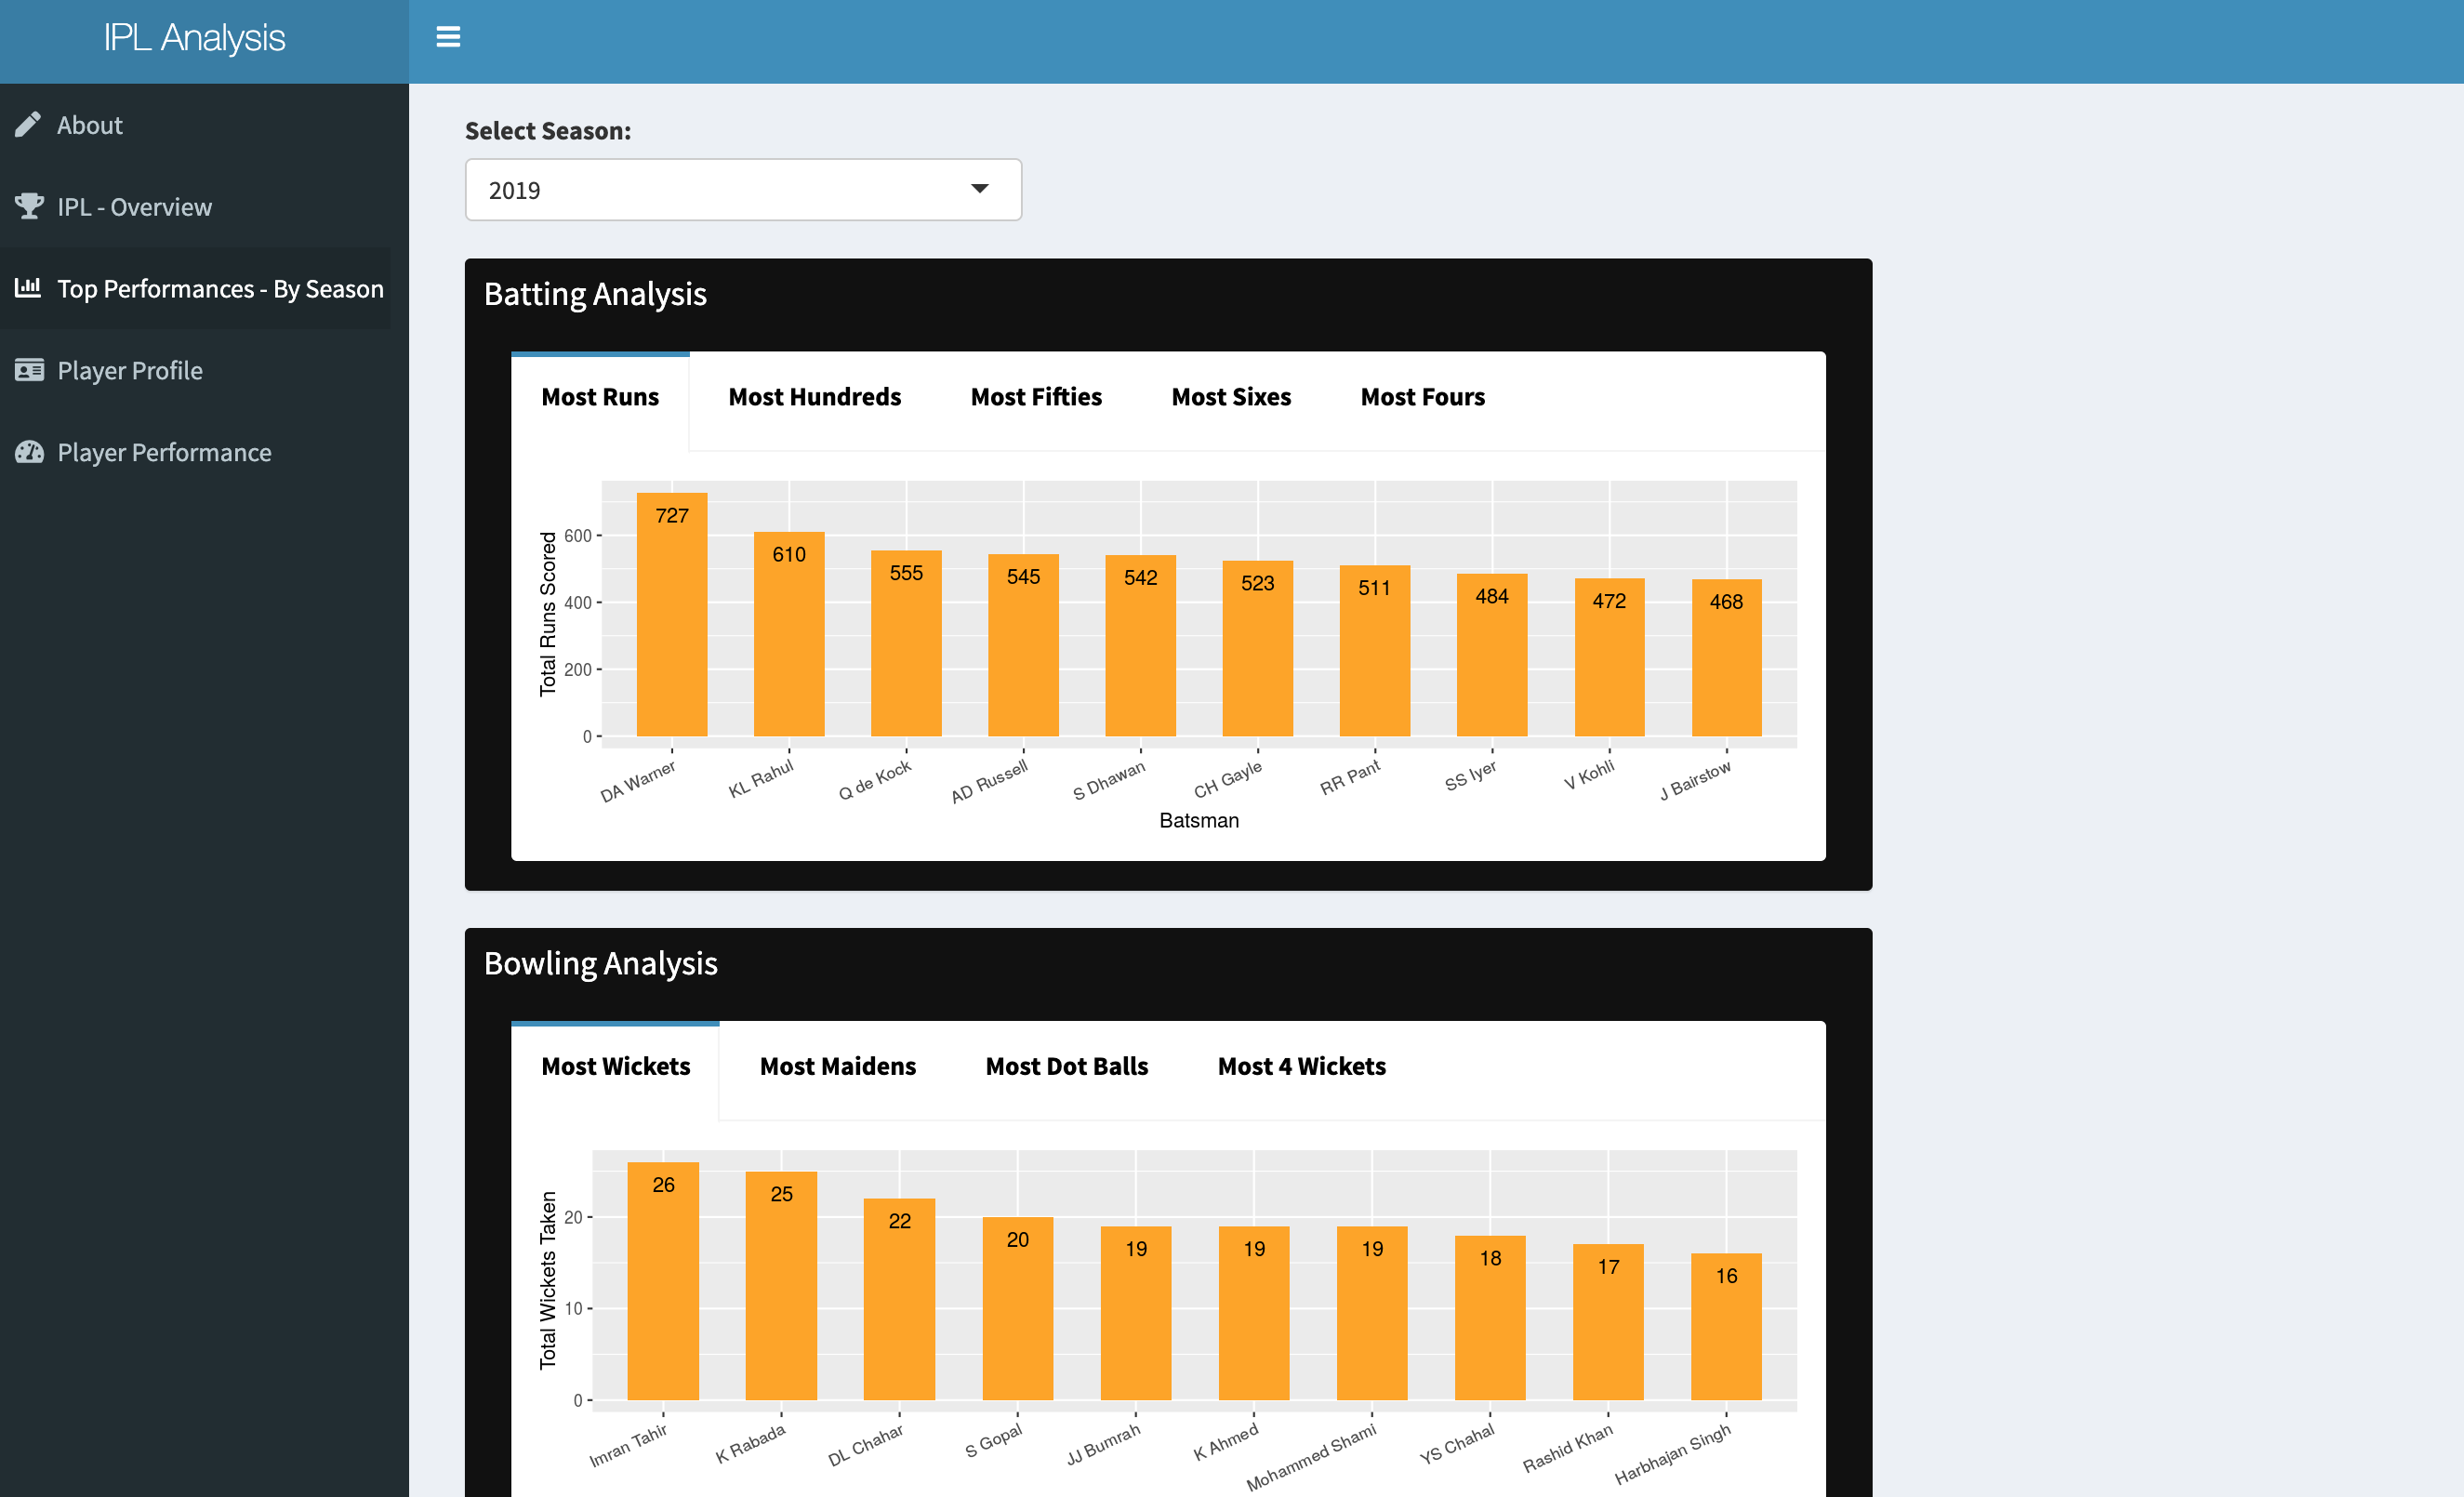 IPL Analysis
About
IPL - Overview
Top Performances - By Season
Player Profile
Player Performance
Select Season:
2019
Batting Analysis
Most Runs Most Hundreds Most Fifties Most Sixes Most Fours
Total Runs Scored
600
400
200
0
727 610 555 545 542 523 511 484 472 468
DA Warner KL Rahul Q de Kock AD Russell S Dhawan CH Gayle RR Pant SS Iyer V Kohli J Bairstow
Batsman
Bowling Analysis
Most Wickets Most Maidens Most Dot Balls Most 4 Wickets
Total Wickets Taken
20
10
0
26 25 22 20 19 19 19 18 17 16
Imran Tahir K Rabada DL Chahar S Gopal JJ Bumrah K Ahmed Mohammed Shami YS Chahal Rashid Khan Harbhajan Singh